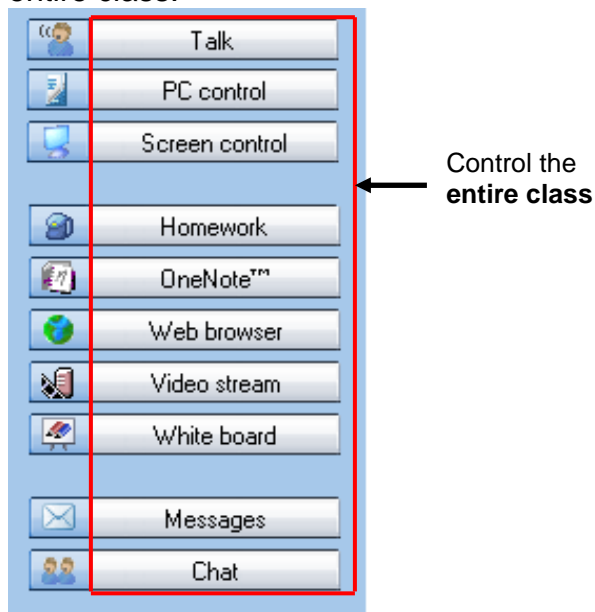 entire class.
Talk
PC control
Screen control
Control the
entire class
Homework
OneNote™
Web browser
Video stream
White board
Messages
Chat